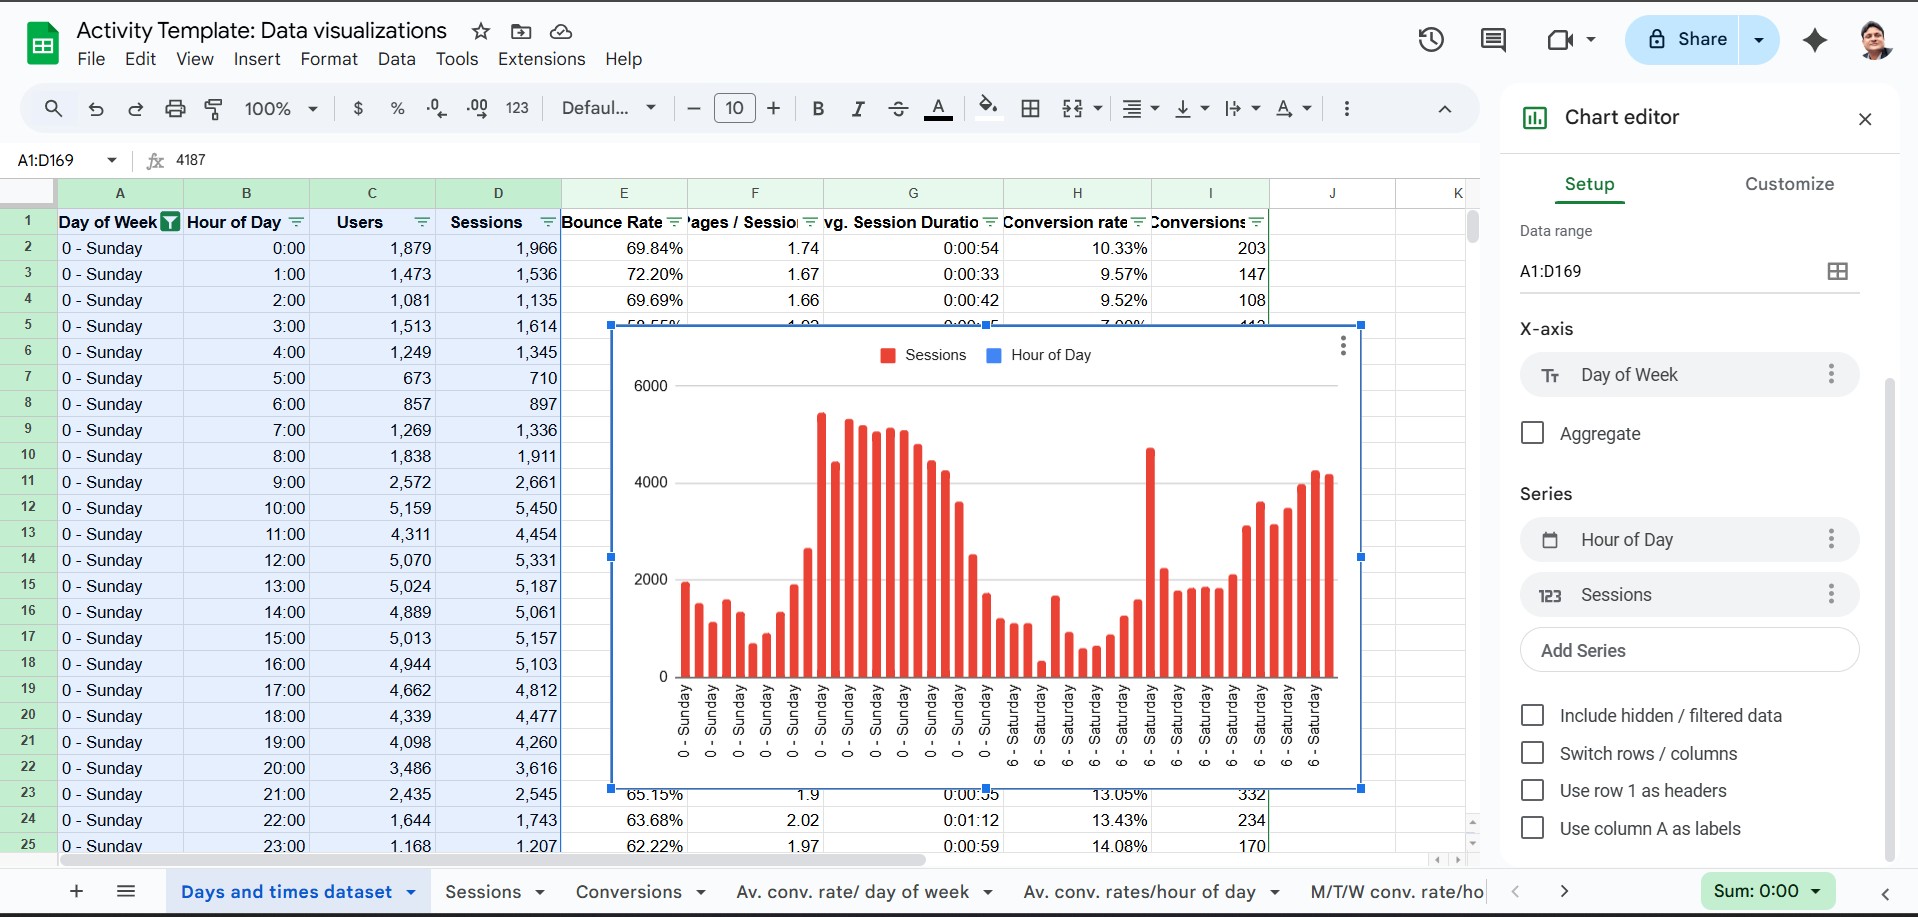 Activity Template: Data visualizations
File Edit View Insert Format Data Tools Extensions Help
Share
100% $ % .0 .00 123 Defaul... − 10 + B I S A
A1:D169 fx 4187
A B C D E F G H I J K
1 Day of Week Hour of Day Users Sessions Bounce Rate Pages / Session vg. Session Duratio Conversion rate Conversions
2 0 - Sunday 0:00 1,879 1,966 69.84% 1.74 0:00:54 10.33% 203
3 0 - Sunday 1:00 1,473 1,536 72.20% 1.67 0:00:33 9.57% 147
4 0 - Sunday 2:00 1,081 1,135 69.69% 1.66 0:00:42 9.52% 108
5 0 - Sunday 3:00 1,513 1,614
6 0 - Sunday 4:00 1,249 1,345
7 0 - Sunday 5:00 673 710
8 0 - Sunday 6:00 857 897
9 0 - Sunday 7:00 1,269 1,336
10 0 - Sunday 8:00 1,838 1,911
11 0 - Sunday 9:00 2,572 2,661
12 0 - Sunday 10:00 5,159 5,450
13 0 - Sunday 11:00 4,311 4,454
14 0 - Sunday 12:00 5,070 5,331
15 0 - Sunday 13:00 5,024 5,187
16 0 - Sunday 14:00 4,889 5,061
17 0 - Sunday 15:00 5,013 5,157
18 0 - Sunday 16:00 4,944 5,103
19 0 - Sunday 17:00 4,662 4,812
20 0 - Sunday 18:00 4,339 4,477
21 0 - Sunday 19:00 4,098 4,260
22 0 - Sunday 20:00 3,486 3,616
23 0 - Sunday 21:00 2,435 2,545 65.15% 1.9 0:00:55 13.05% 332
24 0 - Sunday 22:00 1,644 1,743 63.68% 2.02 0:01:12 13.43% 234
25 0 - Sunday 23:00 1,168 1,207 62.22% 1.97 0:00:59 14.08% 170
Sessions Hour of Day
6000
4000
2000
0
0 - Sunday
0 - Sunday
0 - Sunday
0 - Sunday
0 - Sunday
0 - Sunday
0 - Sunday
0 - Sunday
0 - Sunday
0 - Sunday
0 - Sunday
0 - Sunday
6 - Saturday
6 - Saturday
6 - Saturday
6 - Saturday
6 - Saturday
6 - Saturday
6 - Saturday
6 - Saturday
6 - Saturday
6 - Saturday
6 - Saturday
6 - Saturday
Chart editor
Setup Customize
Data range
A1:D169
X-axis
Tт Day of Week
Aggregate
Series
Hour of Day
123 Sessions
Add Series
Include hidden / filtered data
Switch rows / columns
Use row 1 as headers
Use column A as labels
+ Days and times dataset Sessions Conversions Av. conv. rate/ day of week Av. conv. rates/hour of day M/T/W conv. rate/ho Sum: 0:00